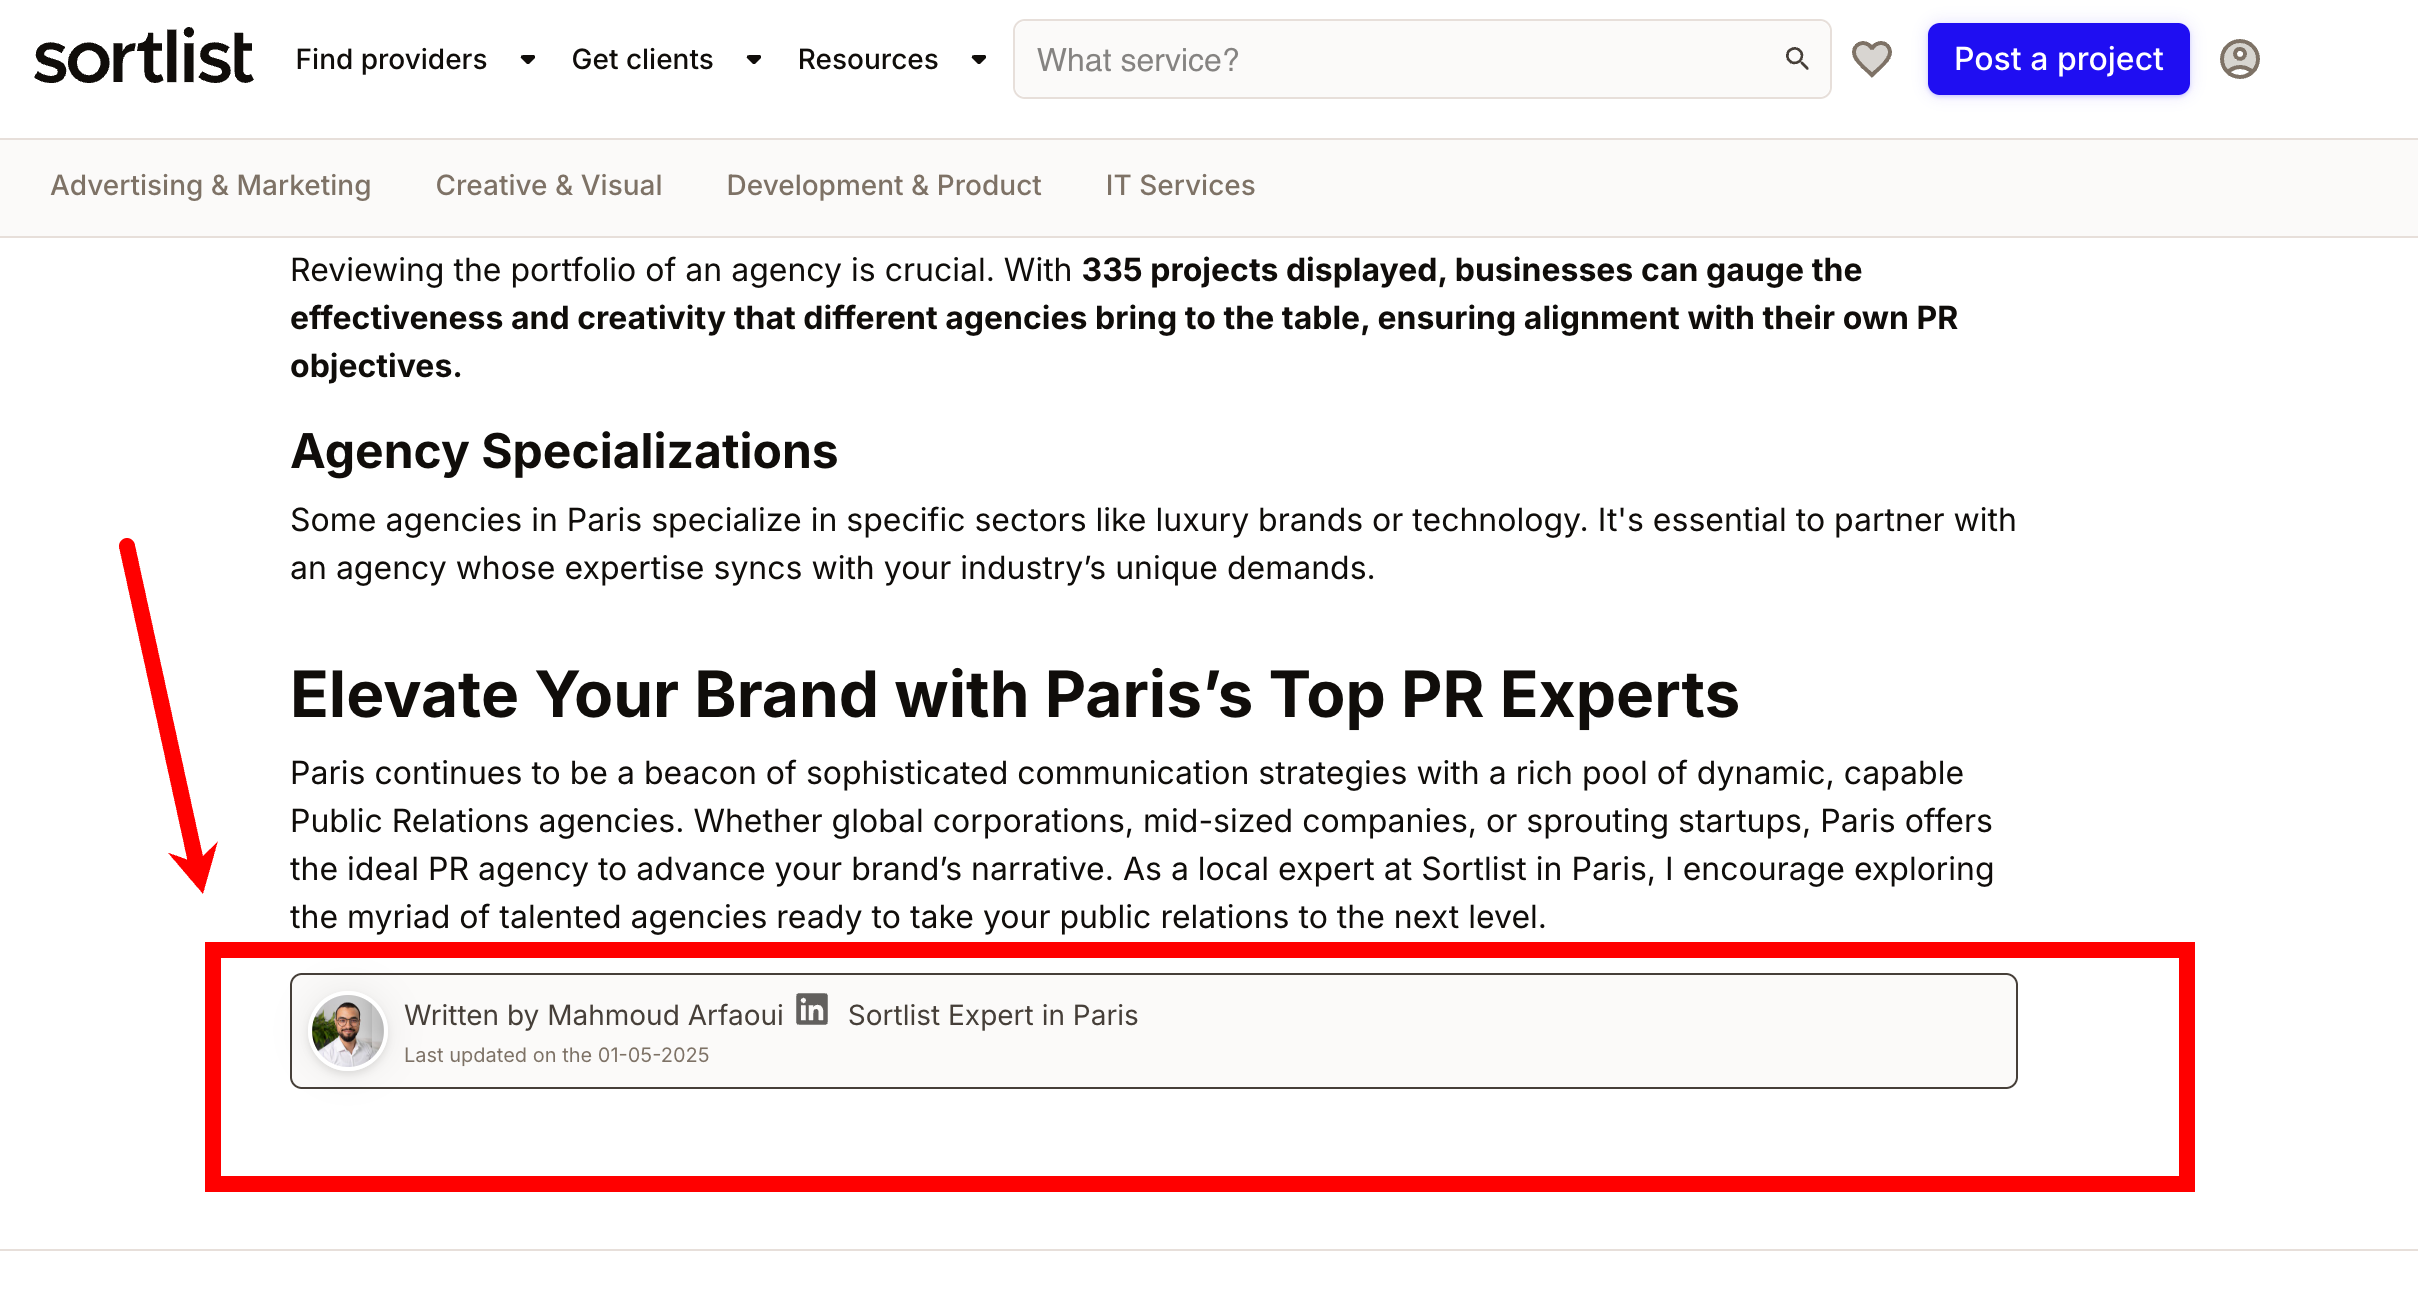 sortlist Find providers Get clients Resources What service? Post a project
Advertising & Marketing Creative & Visual Development & Product IT Services
Reviewing the portfolio of an agency is crucial. With 335 projects displayed, businesses can gauge the
effectiveness and creativity that different agencies bring to the table, ensuring alignment with their own PR
objectives.
Agency Specializations
Some agencies in Paris specialize in specific sectors like luxury brands or technology. It's essential to partner with
an agency whose expertise syncs with your industry’s unique demands.
Elevate Your Brand with Paris’s Top PR Experts
Paris continues to be a beacon of sophisticated communication strategies with a rich pool of dynamic, capable
Public Relations agencies. Whether global corporations, mid-sized companies, or sprouting startups, Paris offers
the ideal PR agency to advance your brand’s narrative. As a local expert at Sortlist in Paris, I encourage exploring
the myriad of talented agencies ready to take your public relations to the next level.
Written by Mahmoud Arfaoui in Sortlist Expert in Paris
Last updated on the 01-05-2025